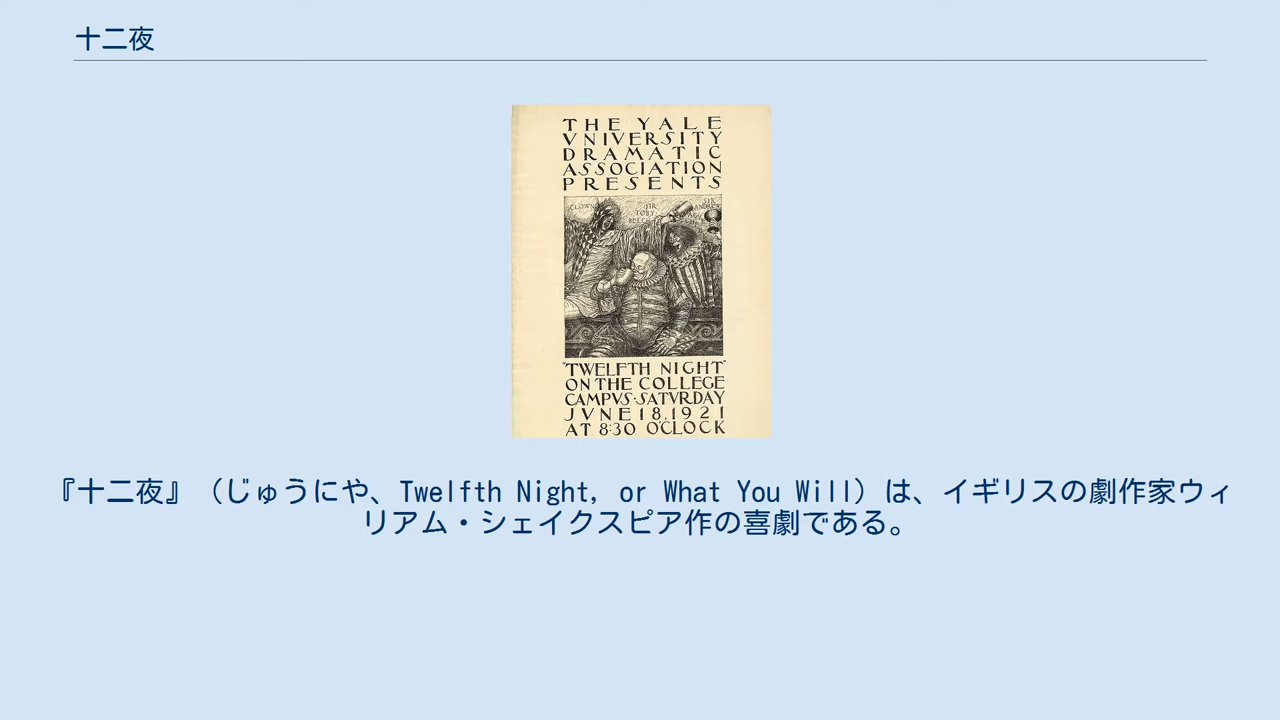 十二夜
THE YALE
VNIVERSITY
DRAMATIC
ASSOCIATION
PRESENTS
CLOWN
SIR
TOBY
BELCH
SIR
ANDREW
"TWELFTH NIGHT"
ON THE COLLEGE
CAMPVS·SATVRDAY
JVNE 18.1921
AT 8:30 O'CLOCK
『十二夜』（じゅうにや、Twelfth Night, or What You Will）は、イギリスの劇作家ウィ
リアム・シェイクスピア作の喜劇である。